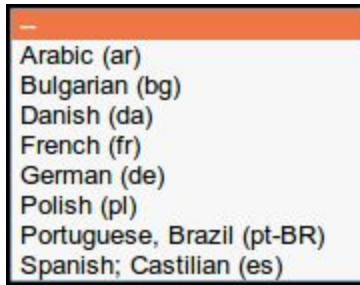 --
Arabic (ar)
Bulgarian (bg)
Danish (da)
French (fr)
German (de)
Polish (pl)
Portuguese, Brazil (pt-BR)
Spanish; Castilian (es)